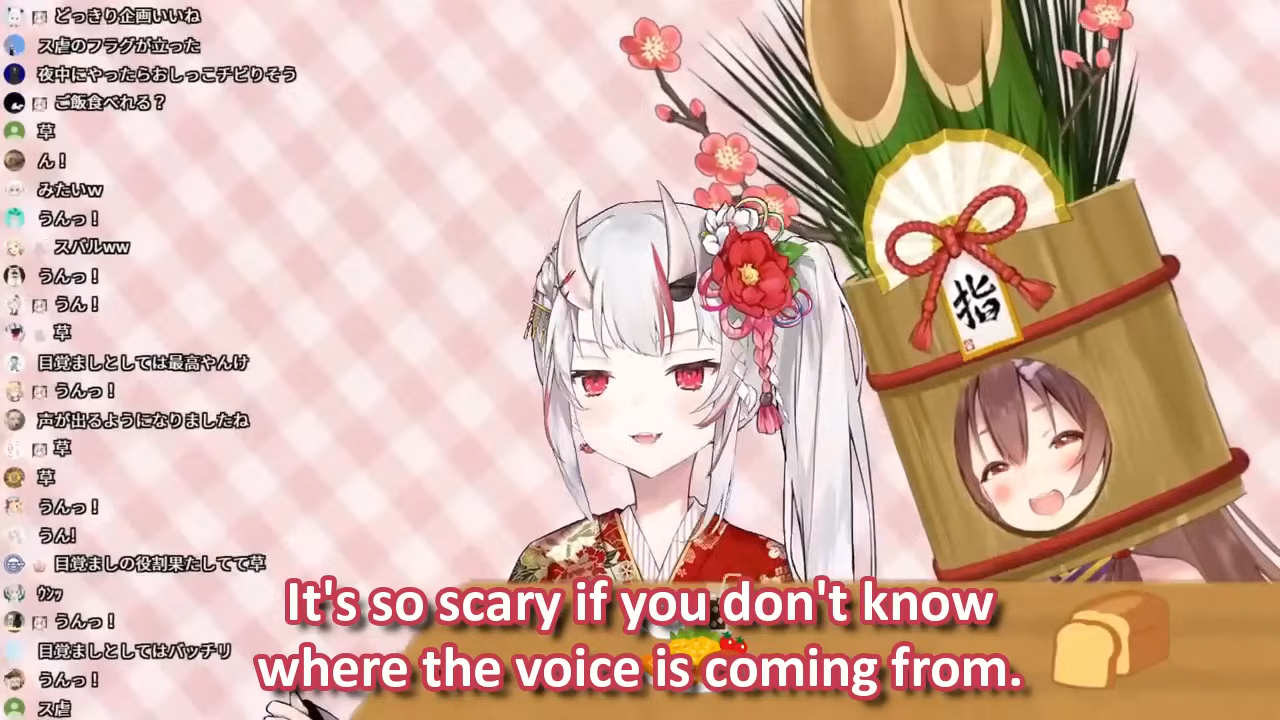 どっきり企画いいね
ス虐のフラグが立った
夜中にやったらおしっこチビりそう
ご飯食べれる？
草
ん！
みたいw
うんっ！
スバルww
うんっ！
うん！
草
目覚ましとしては最高やんけ
うんっ！
声が出るようになりましたね
草
草
うんっ！
うん!
目覚ましの役割果たしてて草
ｳﾝｯ
うんっ！
目覚ましとしてはバッチリ
うんっ！
ス虐
指
It's so scary if you don't know
where the voice is coming from.